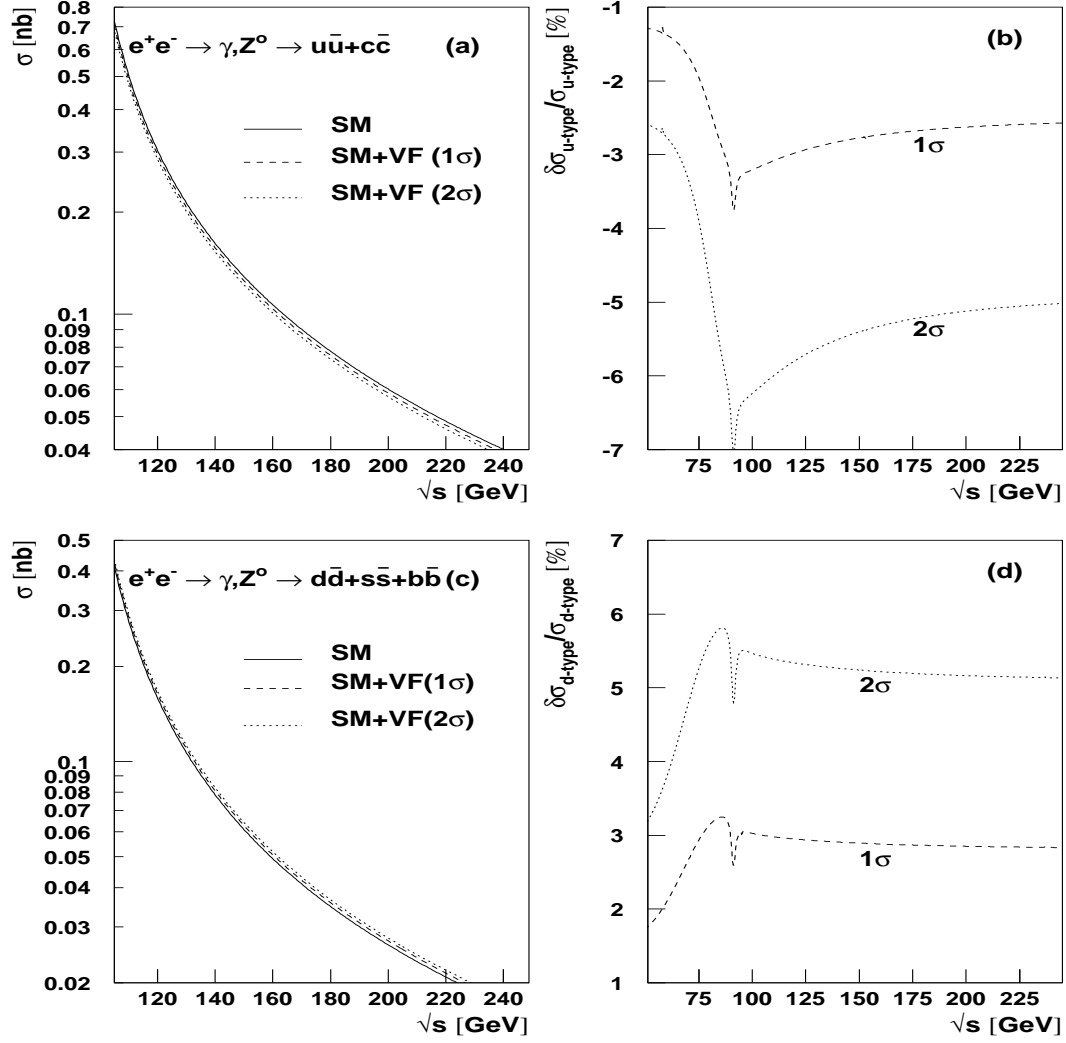 σ [nb]
0.8
0.7
0.6
0.5
0.4
0.3
0.2
0.1
0.09
0.08
0.07
0.06
0.05
0.04
e⁺e⁻ → γ,Z⁰ → uū+cc̄ (a)
SM
SM+VF (1σ)
SM+VF (2σ)
120 140 160 180 200 220 240
√s [GeV]
δσu-type/σu-type [%]
-1
-2
-3
-4
-5
-6
-7
(b)
1σ
2σ
75 100 125 150 175 200 225
√s [GeV]
σ [nb]
0.5
0.4
0.3
0.2
0.1
0.09
0.08
0.07
0.06
0.05
0.04
0.03
0.02
e⁺e⁻ → γ,Z⁰ → dd̄+ss̄+bb̄ (c)
SM
SM+VF(1σ)
SM+VF(2σ)
120 140 160 180 200 220 240
√s [GeV]
δσd-type/σd-type [%]
7
6
5
4
3
2
1
(d)
2σ
1σ
75 100 125 150 175 200 225
√s [GeV]